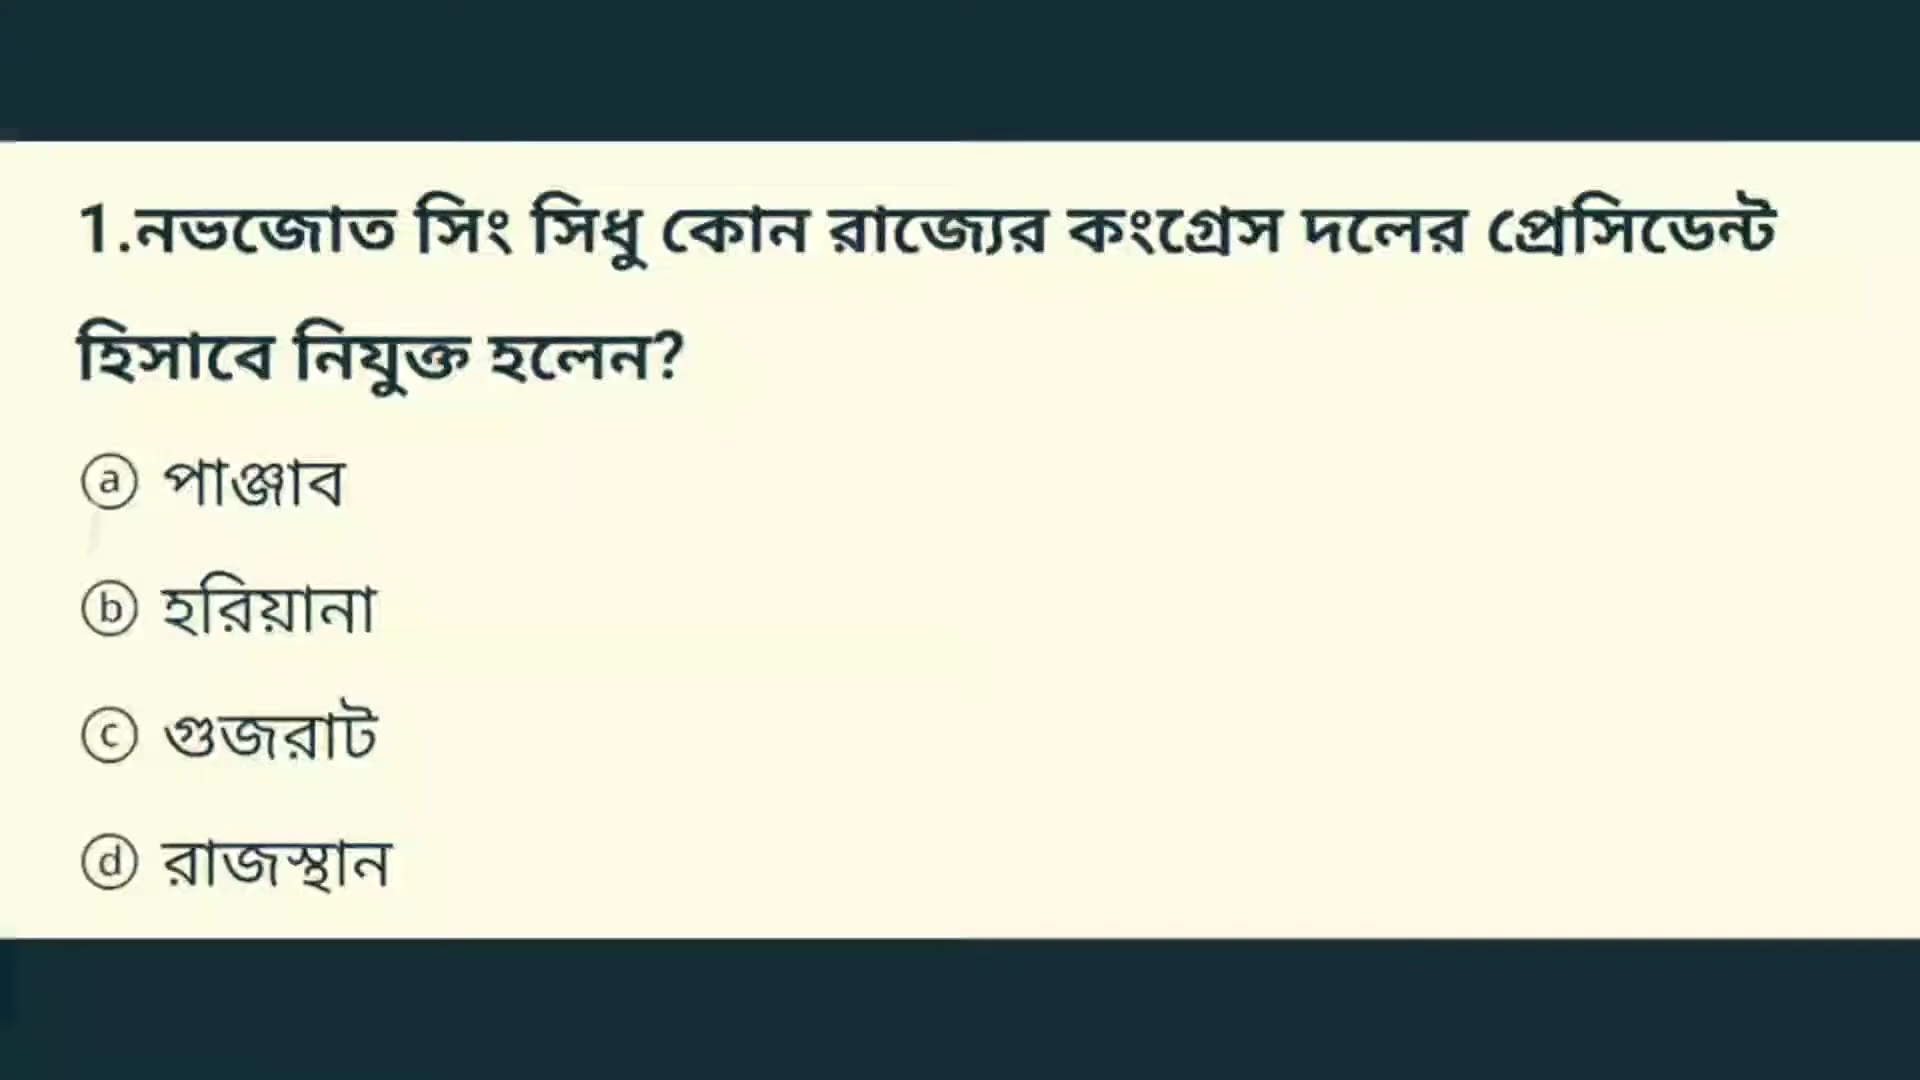 1.নভজোত সিং সিধু কোন রাজ্যের কংগ্রেস দলের প্রেসিডেন্ট
হিসাবে নিযুক্ত হলেন?
ⓐ পাঞ্জাব
ⓑ হরিয়ানা
ⓒ গুজরাট
ⓓ রাজস্থান